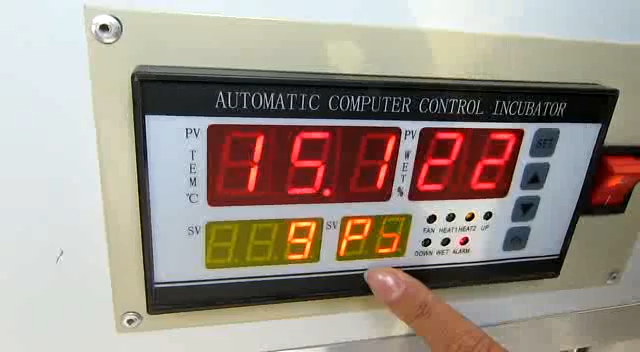 AUTOMATIC COMPUTER CONTROL INCUBATOR
PV TEM℃ 15.1 PV WET% 22 SET
SV 9 SV PS
FAN HEAT1 HEAT2 UP
DOWN WET ALARM